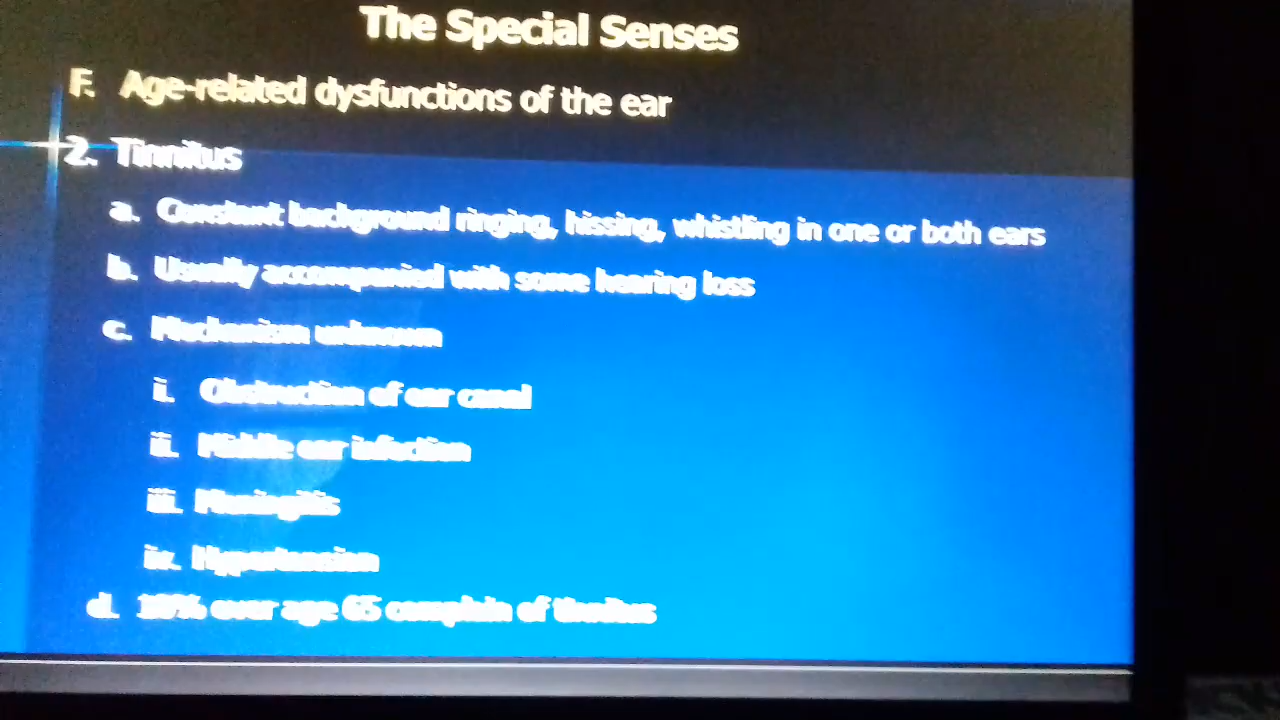 The Special Senses
F. Age-related dysfunctions of the ear
2. Tinnitus
a. Constant background ringing, hissing, whistling in one or both ears
b. Usually accompanied with some hearing loss
c. Mechanism unknown
i. Obstruction of ear canal
ii. Middle ear infection
iii. Meningitis
iv. Hypertension
d. 10% over age 65 complain of tinnitus